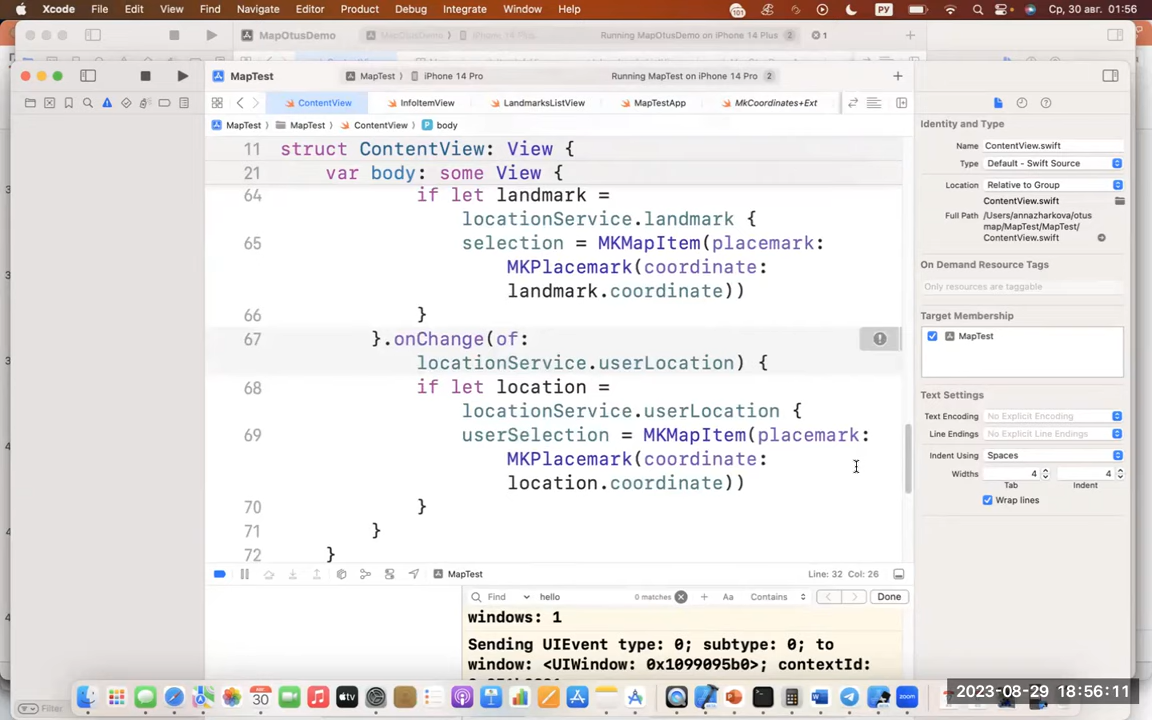 Xcode File Edit View Find Navigate Editor Product Debug Integrate Window Help 101 РУ Ср, 30 авг. 01:56
MapOtusDemo Running MapOtusDemo on iPhone 14 Plus 2 1
MapTest MapTest iPhone 14 Pro Running MapTest on iPhone 14 Pro 2
ContentView InfoItemView LandmarksListView MapTestApp MkCoordinates+Ext
MapTest MapTest ContentView body
11 struct ContentView: View {
21 var body: some View {
64 if let landmark =
locationService.landmark {
65 selection = MKMapItem(placemark:
MKPlacemark(coordinate:
landmark.coordinate))
66 }
67 }.onChange(of:
locationService.userLocation) {
68 if let location =
locationService.userLocation {
69 userSelection = MKMapItem(placemark:
MKPlacemark(coordinate:
location.coordinate))
70 }
71 }
72 }
MapTest Line: 32 Col: 26
Find hello 0 matches Aa Contains Done
windows: 1
Sending UIEvent type: 0; subtype: 0; to
window: <UIWindow: 0x1099095b0>; contextId:
Identity and Type
Name ContentView.swift
Type Default - Swift Source
Location Relative to Group
ContentView.swift
Full Path /Users/annazharkova/otus
map/MapTest/MapTest/
ContentView.swift
On Demand Resource Tags
Only resources are taggable
Target Membership
MapTest
Text Settings
Text Encoding No Explicit Encoding
Line Endings No Explicit Line Endings
Indent Using Spaces
Widths 4 4
Tab Indent
Wrap lines
Filter
2023-08-29 18:56:11